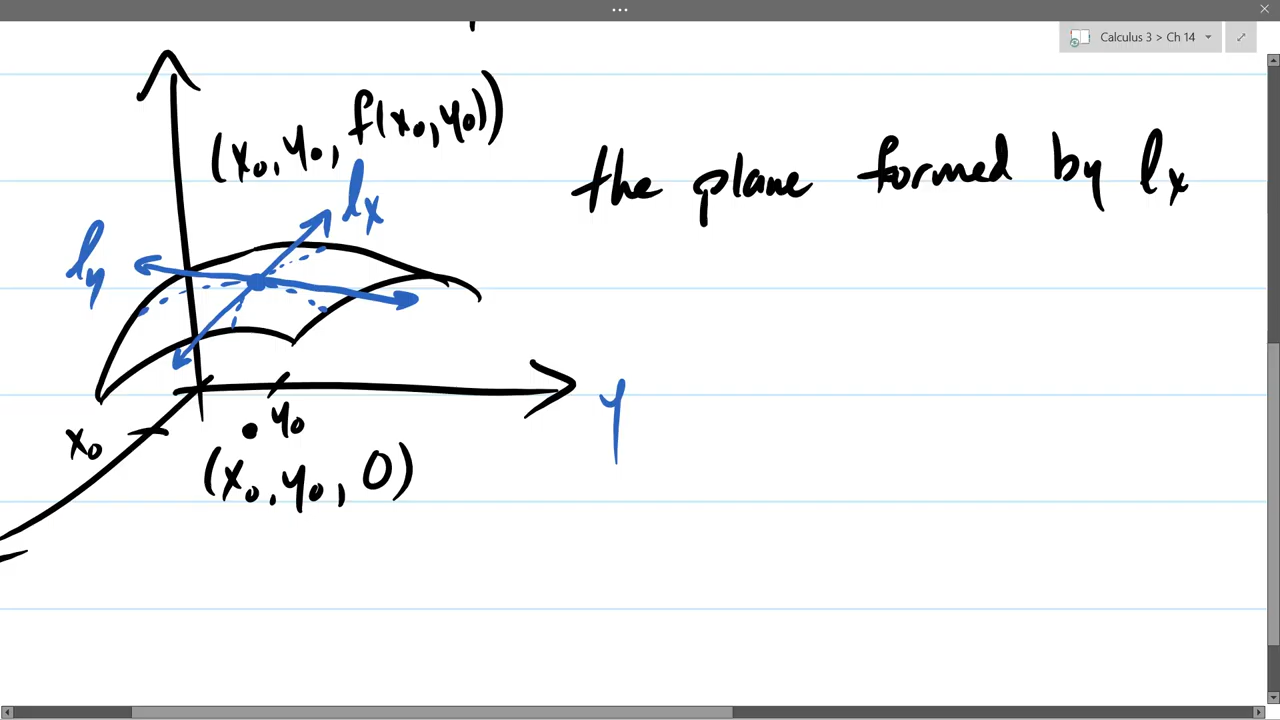 Calculus 3 > Ch 14
(x₀, y₀, f(x₀, y₀))
the plane formed by lₓ
lₓ
l_y
y
y₀
x₀
(x₀, y₀, 0)